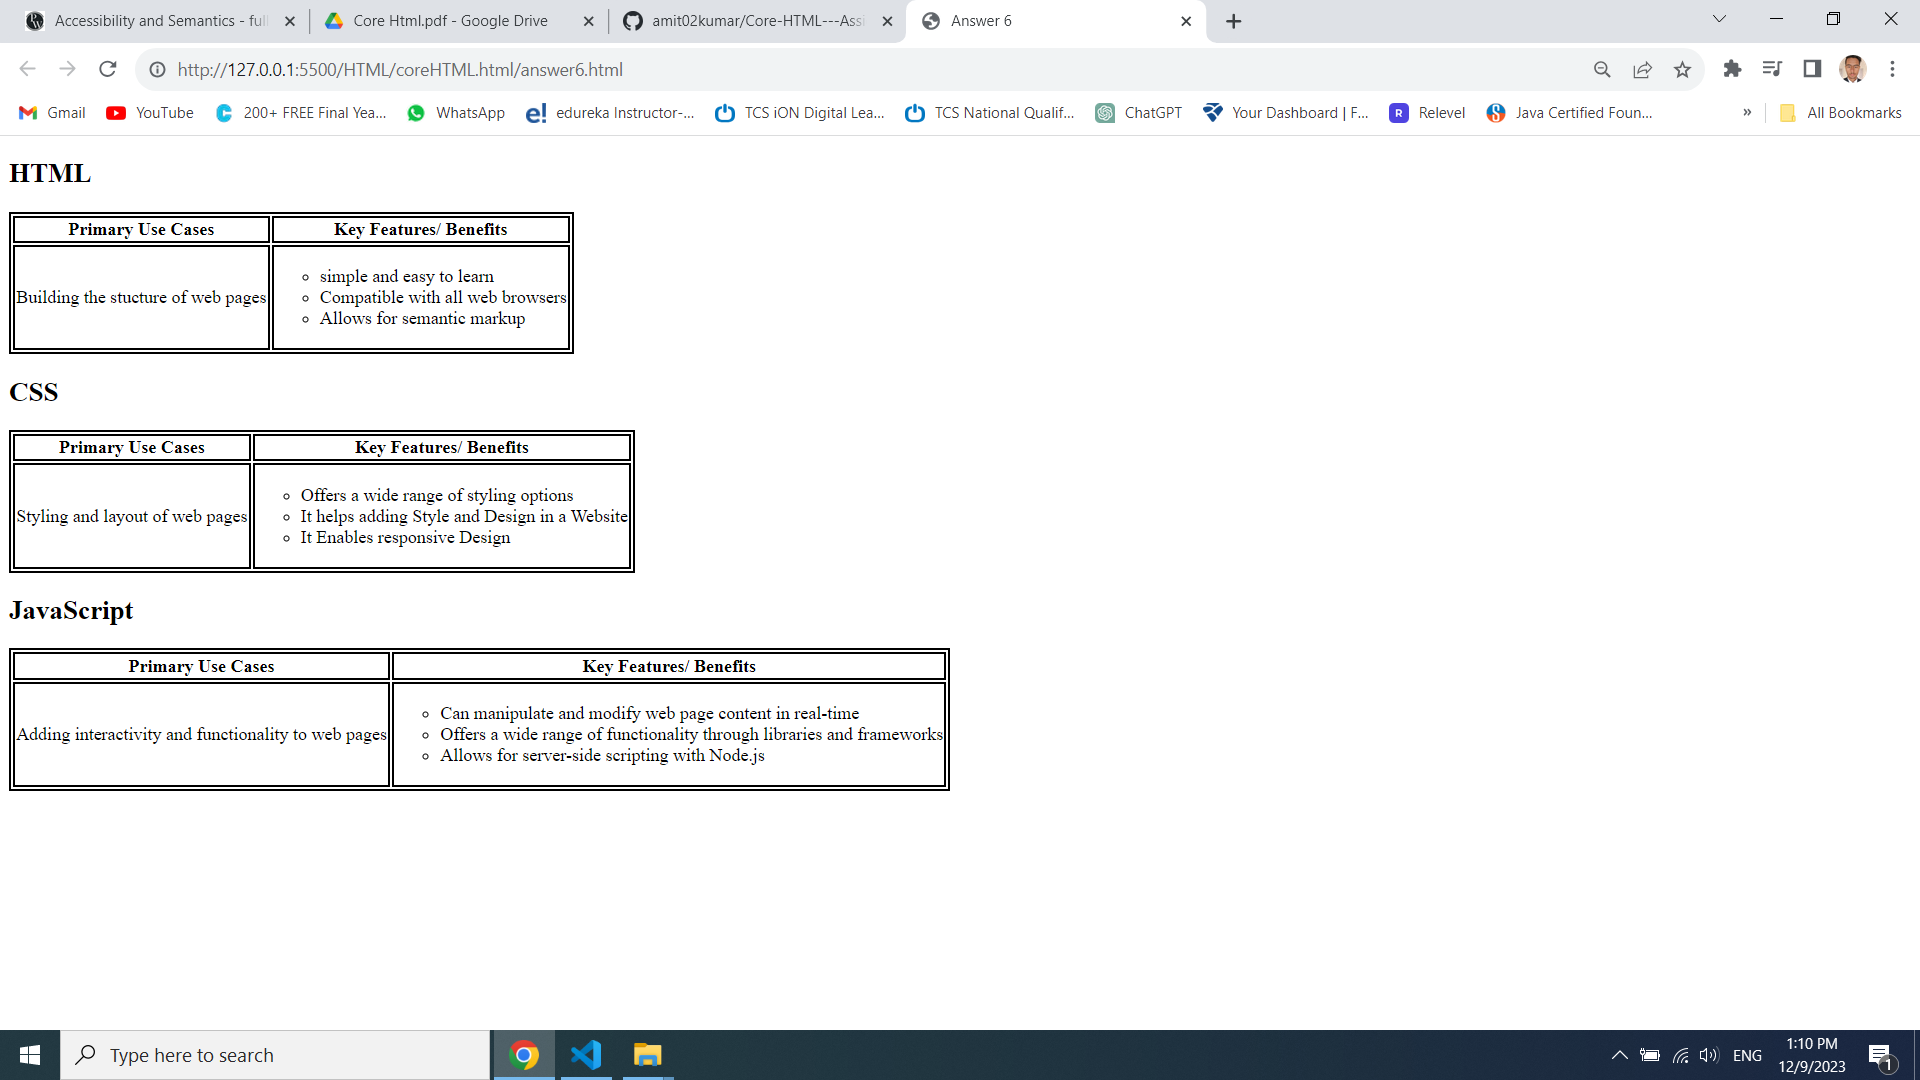 Accessibility and Semantics - full
Core Html.pdf - Google Drive
amit02kumar/Core-HTML---Assi
Answer 6
http://127.0.0.1:5500/HTML/coreHTML.html/answer6.html
Gmail
YouTube
200+ FREE Final Yea...
WhatsApp
edureka Instructor-...
TCS iON Digital Lea...
TCS National Qualif...
ChatGPT
Your Dashboard | F...
Relevel
Java Certified Foun...
»
All Bookmarks
HTML
Primary Use Cases
Key Features/ Benefits
Building the stucture of web pages
simple and easy to learn
Compatible with all web browsers
Allows for semantic markup
CSS
Primary Use Cases
Key Features/ Benefits
Styling and layout of web pages
Offers a wide range of styling options
It helps adding Style and Design in a Website
It Enables responsive Design
JavaScript
Primary Use Cases
Key Features/ Benefits
Adding interactivity and functionality to web pages
Can manipulate and modify web page content in real-time
Offers a wide range of functionality through libraries and frameworks
Allows for server-side scripting with Node.js
Type here to search
ENG
1:10 PM
12/9/2023
1